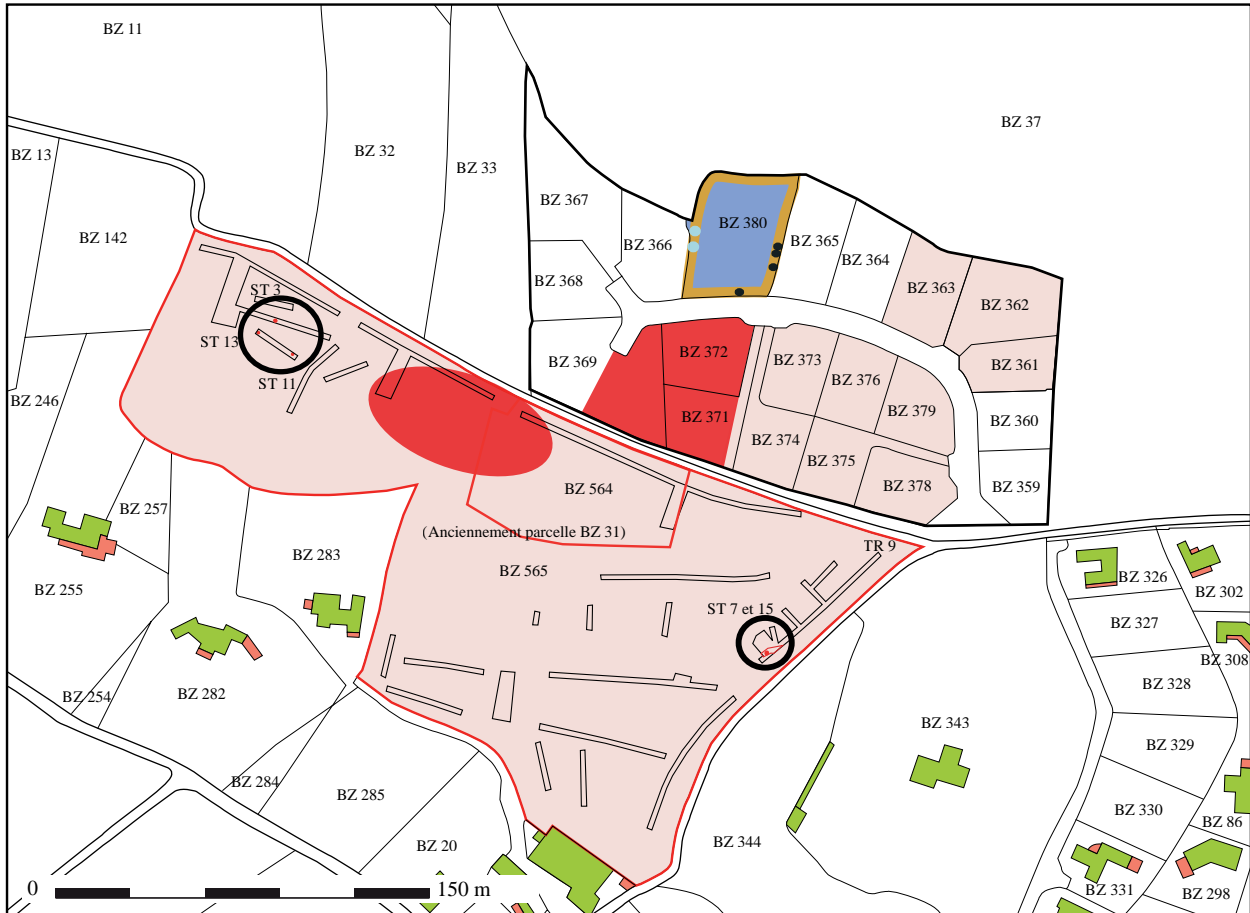 BZ 11
BZ 37
BZ 32
BZ 13
BZ 33
BZ 367
BZ 380
BZ 142
BZ 365
BZ 366
BZ 364
BZ 368
BZ 363
ST 3
BZ 362
ST 13
BZ 372
BZ 373
BZ 369
BZ 361
BZ 376
ST 11
BZ 246
BZ 379
BZ 371
BZ 360
BZ 374
BZ 375
BZ 378
BZ 359
BZ 564
BZ 257
(Anciennement parcelle BZ 31)
TR 9
BZ 283
BZ 565
BZ 326
BZ 255
BZ 302
ST 7 et 15
BZ 327
BZ 308
BZ 328
BZ 254
BZ 282
BZ 343
BZ 329
BZ 284
BZ 285
BZ 330
BZ 86
BZ 344
BZ 20
0
150 m
BZ 331
BZ 298